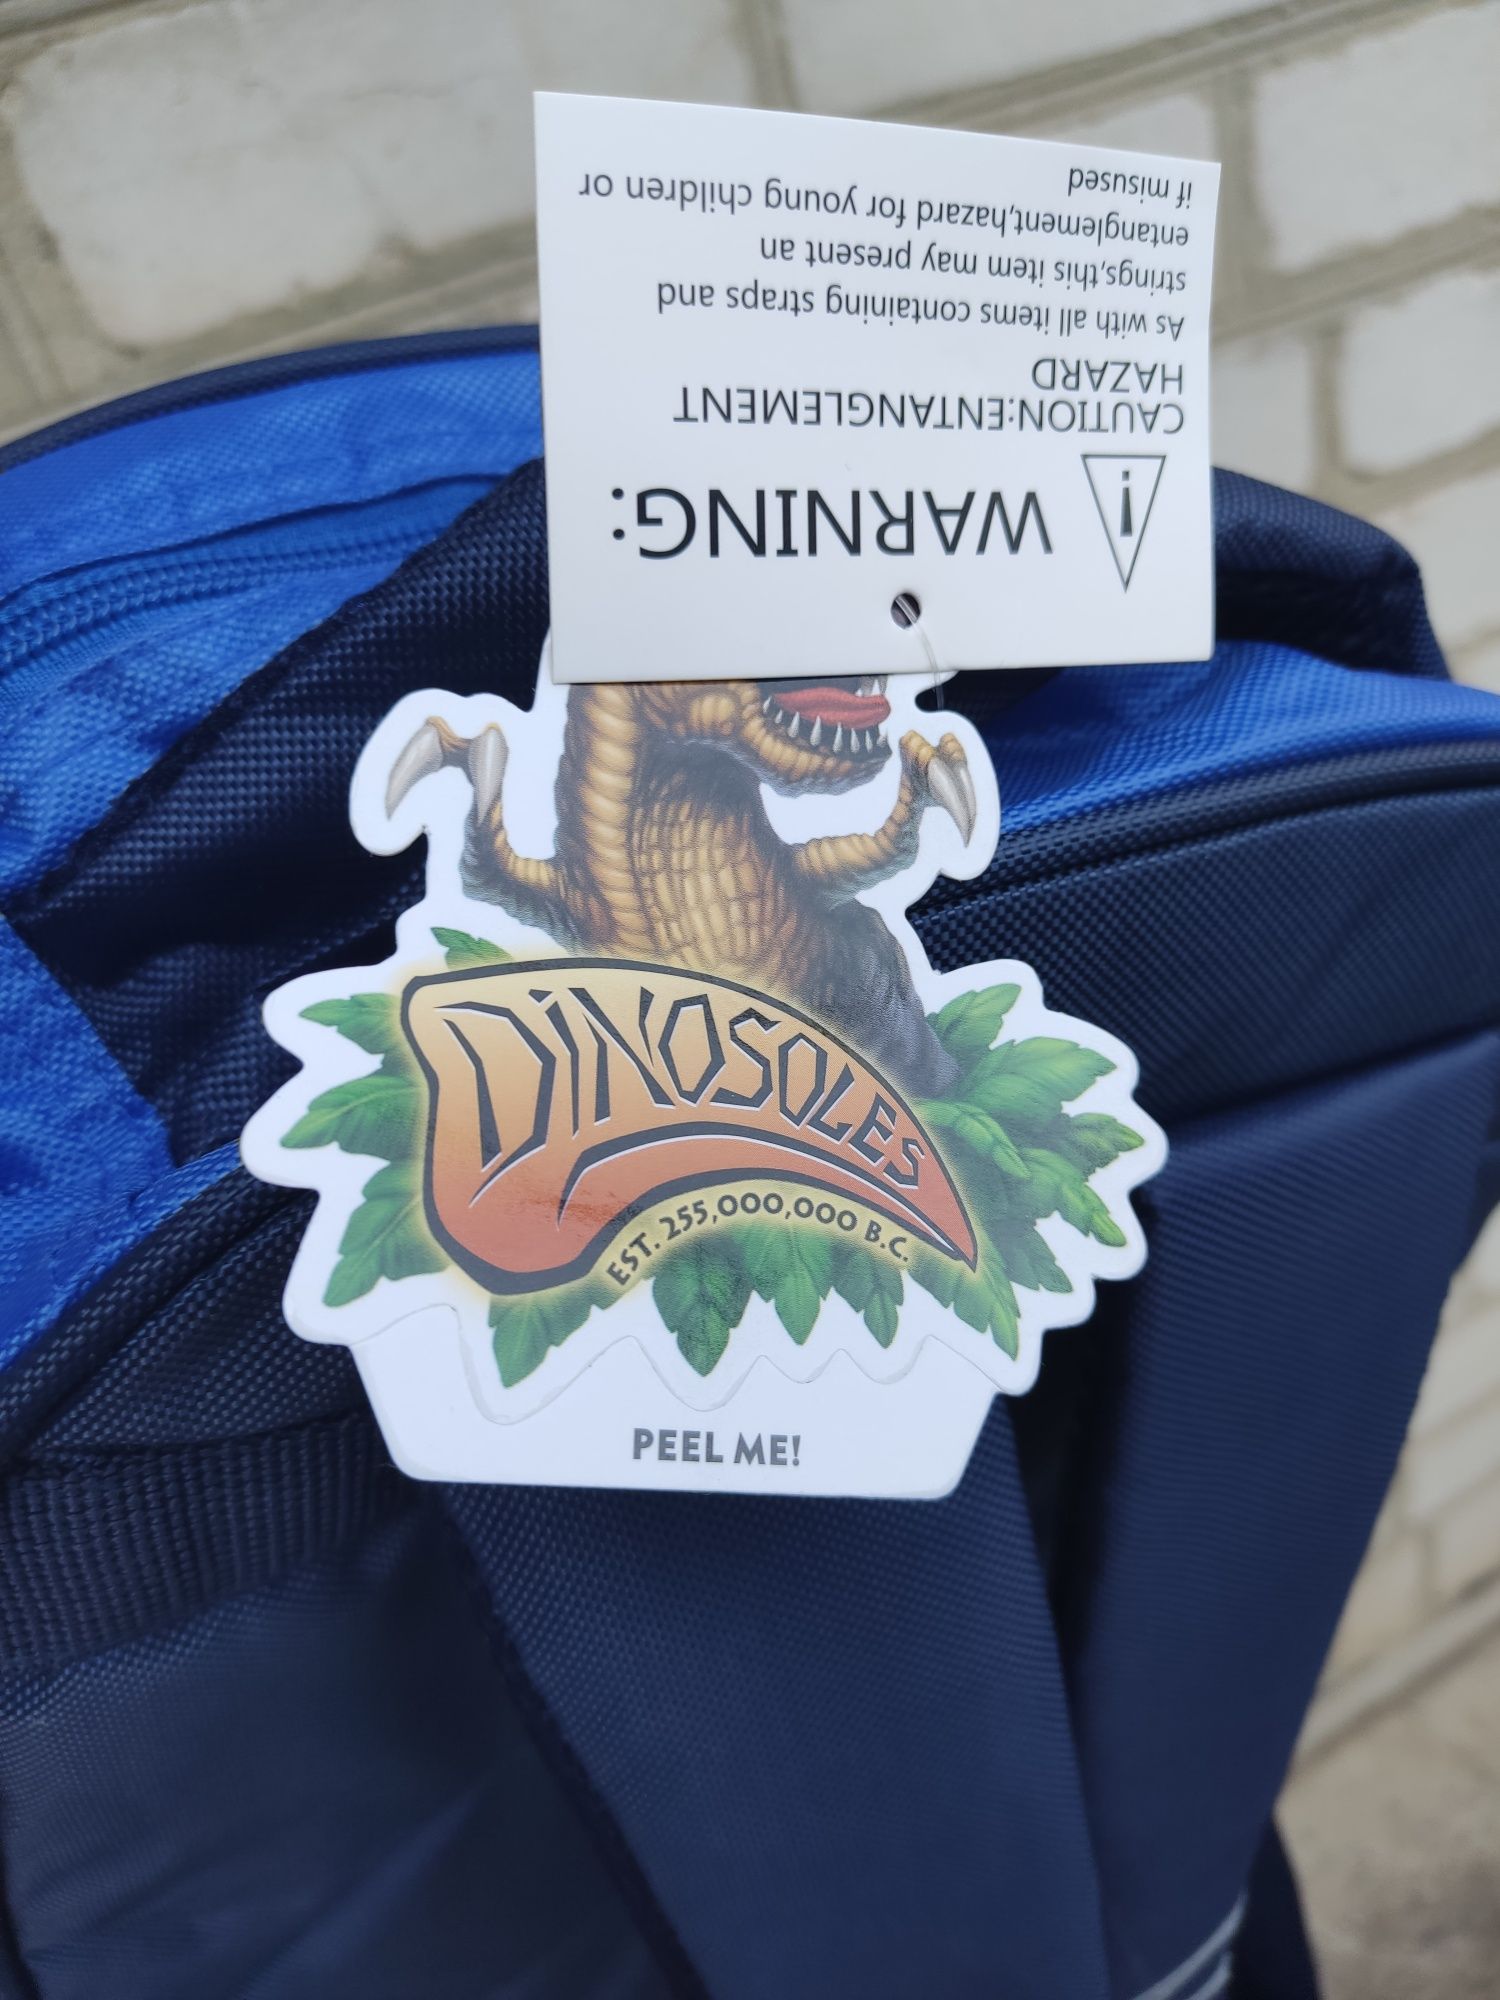 WARNING:
CAUTION:ENTANGLEMENT
HAZARD
As with all items containing straps and
strings,this item may present an
entanglement,hazard for young children or
if misused
DINOSOLES
EST. 255,000,000 B.C.
PEEL ME!